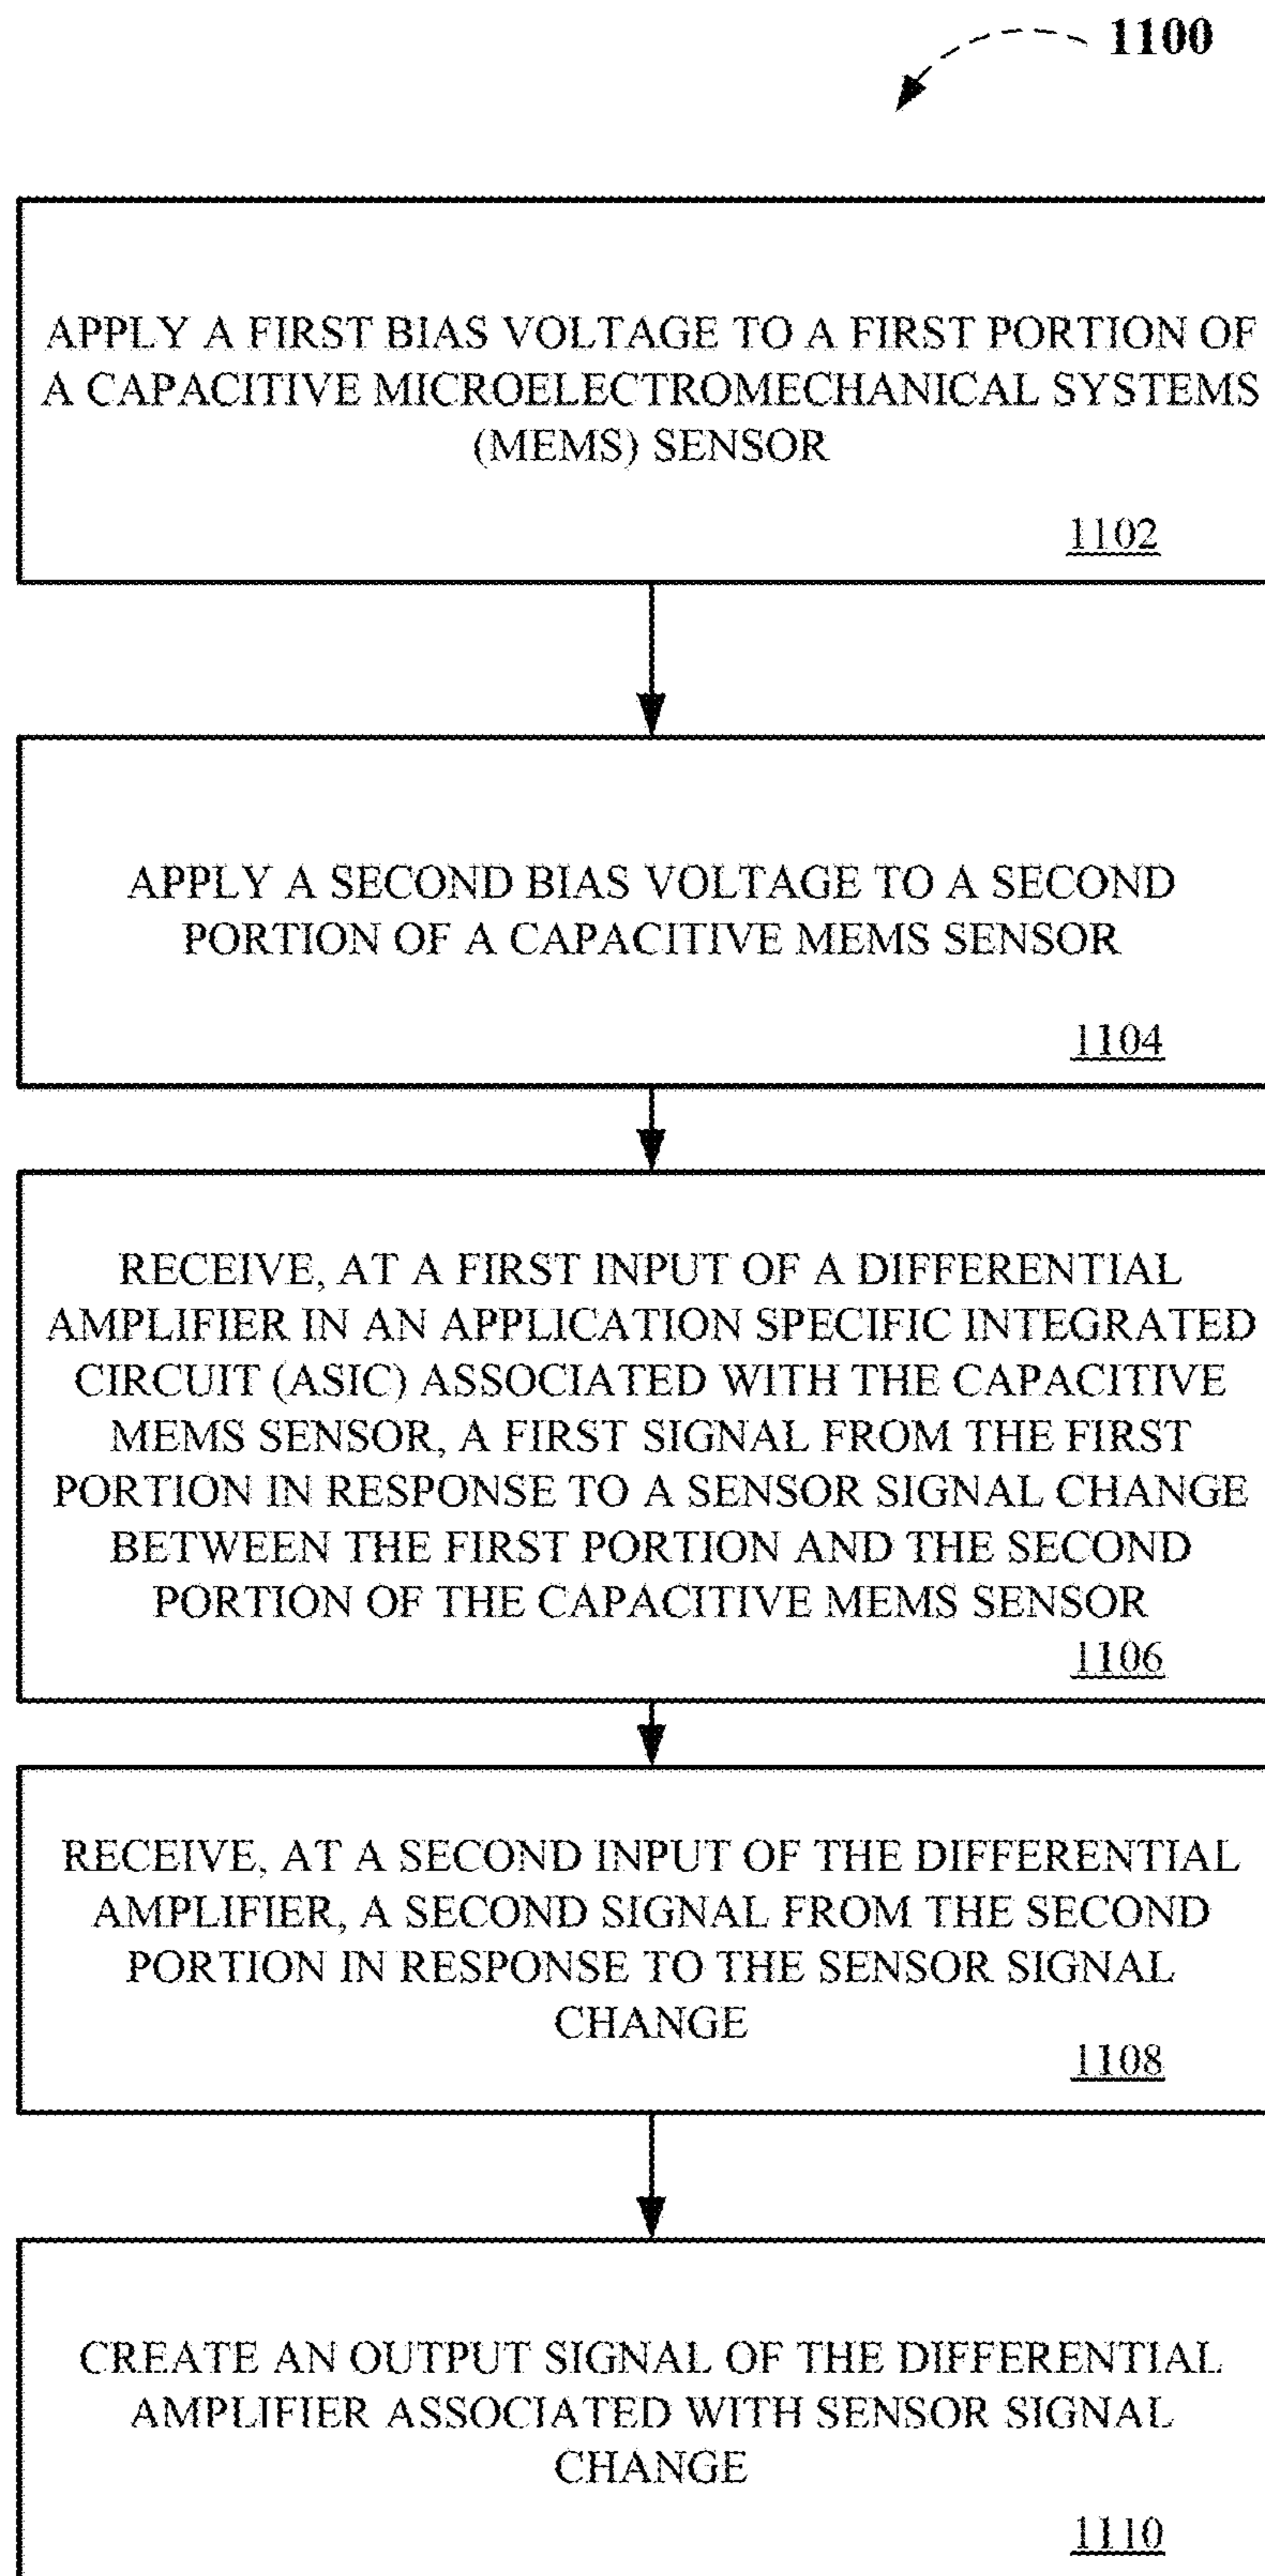 1100
APPLY A FIRST BIAS VOLTAGE TO A FIRST PORTION OF
A CAPACITIVE MICROELECTROMECHANICAL SYSTEMS
(MEMS) SENSOR
1102
APPLY A SECOND BIAS VOLTAGE TO A SECOND
PORTION OF A CAPACITIVE MEMS SENSOR
1104
RECEIVE, AT A FIRST INPUT OF A DIFFERENTIAL
AMPLIFIER IN AN APPLICATION SPECIFIC INTEGRATED
CIRCUIT (ASIC) ASSOCIATED WITH THE CAPACITIVE
MEMS SENSOR, A FIRST SIGNAL FROM THE FIRST
PORTION IN RESPONSE TO A SENSOR SIGNAL CHANGE
BETWEEN THE FIRST PORTION AND THE SECOND
PORTION OF THE CAPACITIVE MEMS SENSOR
1106
RECEIVE, AT A SECOND INPUT OF THE DIFFERENTIAL
AMPLIFIER, A SECOND SIGNAL FROM THE SECOND
PORTION IN RESPONSE TO THE SENSOR SIGNAL
CHANGE
1108
CREATE AN OUTPUT SIGNAL OF THE DIFFERENTIAL
AMPLIFIER ASSOCIATED WITH SENSOR SIGNAL
CHANGE
1110